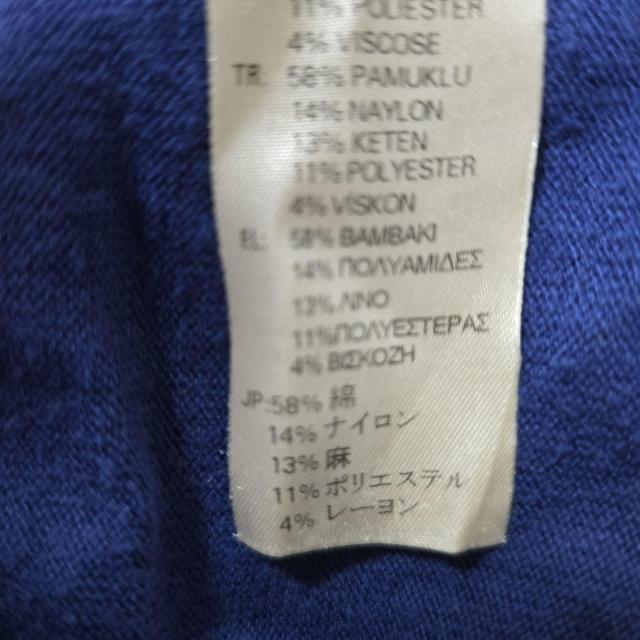 11% POLIESTER
4% VISCOSE
TR: 58% PAMUKLU
14% NAYLON
13% KETEN
11% POLYESTER
4% VISKON
EL: 58% ΒΑΜΒΑΚΙ
14% ΠΟΛΥΑΜΙΔΕΣ
13% ΛΙΝΟ
11% ΠΟΛΥΕΣΤΕΡΑΣ
4% ΒΙΣΚΟΖΗ
JP:58% 綿
14% ナイロン
13% 麻
11% ポリエステル
4% レーヨン